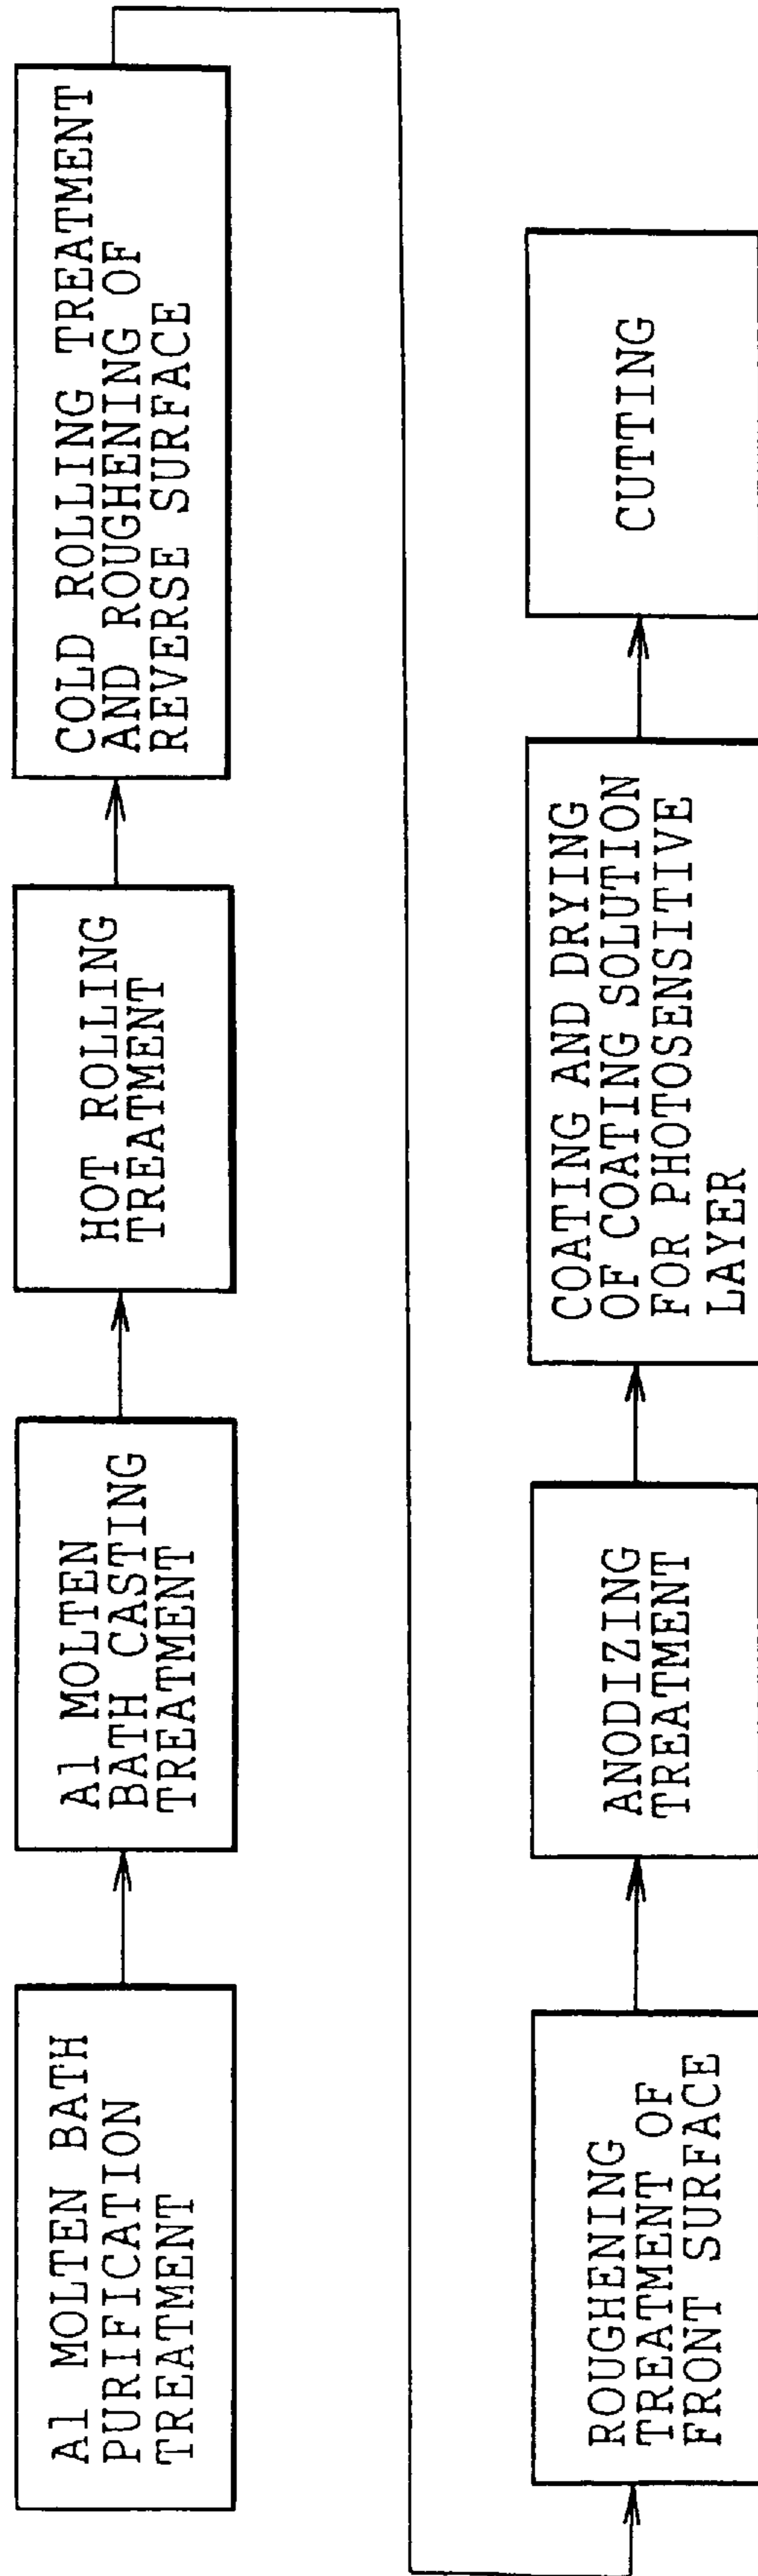 Al MOLTEN BATH
PURIFICATION
TREATMENT
Al MOLTEN
BATH CASTING
TREATMENT
HOT ROLLING
TREATMENT
COLD ROLLING TREATMENT
AND ROUGHENING OF
REVERSE SURFACE
ROUGHENING
TREATMENT OF
FRONT SURFACE
ANODIZING
TREATMENT
COATING AND DRYING
OF COATING SOLUTION
FOR PHOTOSENSITIVE
LAYER
CUTTING